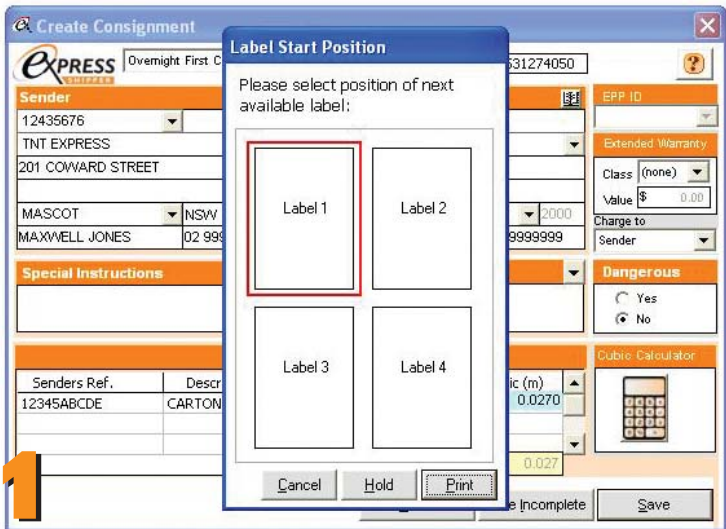 Create Consignment
EXPRESS
SHIPPER
Overnight First C
531274050
Sender
12435676
TNT EXPRESS
201 COWARD STREET
MASCOT
NSW
2000
MAXWELL JONES
02 999
9999999
EPP ID
Extended Warranty
Class (none)
Value $ 0.00
Charge to
Sender
Special Instructions
Dangerous
Yes
No
Cubic Calculator
Senders Ref.
Descr
ic (m)
12345ABCDE
CARTON
0.0270
0.027
e Incomplete
Save
Label Start Position
Please select position of next
available label:
Label 1
Label 2
Label 3
Label 4
Cancel
Hold
Print
1